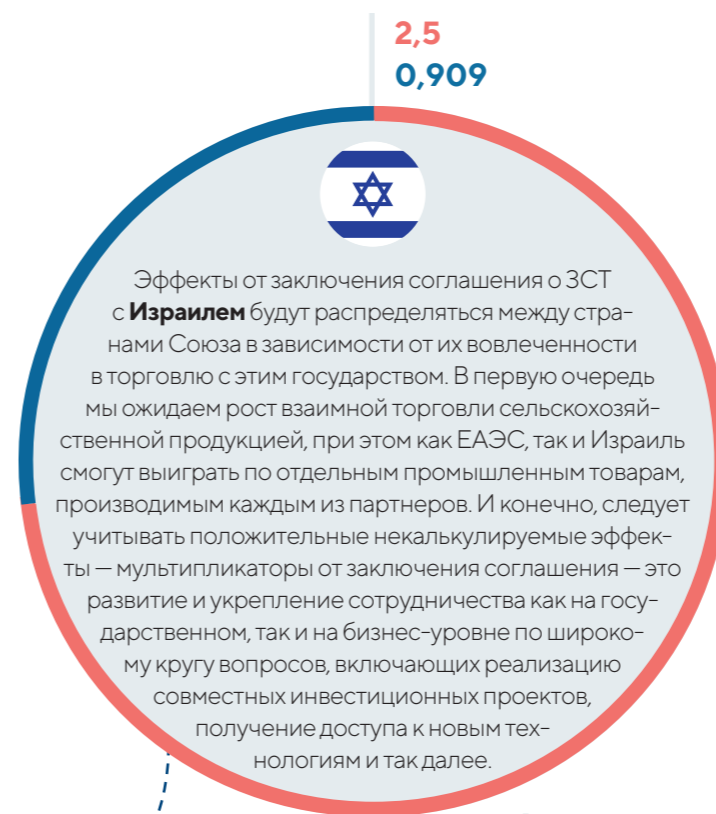 2,5
0,909
Эффекты от заключения соглашения о ЗСТ
с Израилем будут распределяться между стра-
нами Союза в зависимости от их вовлеченности
в торговлю с этим государством. В первую очередь
мы ожидаем рост взаимной торговли сельскохозяй-
ственной продукцией, при этом как ЕАЭС, так и Израиль
смогут выиграть по отдельным промышленным товарам,
производимым каждым из партнеров. И конечно, следует
учитывать положительные некалькулируемые эффек-
ты — мультипликаторы от заключения соглашения — это
развитие и укрепление сотрудничества как на госу-
дарственном, так и на бизнес-уровне по широко-
му кругу вопросов, включающих реализацию
совместных инвестиционных проектов,
получение доступа к новым тех-
нологиям и так далее.